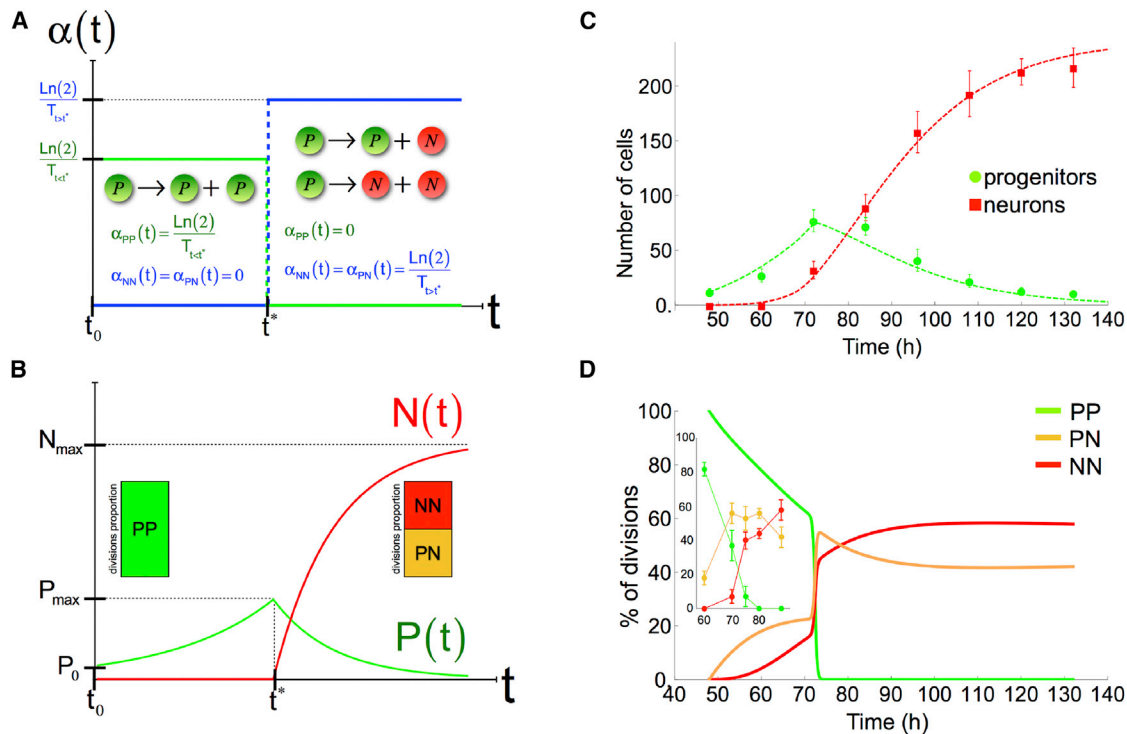 A
α(t)
Ln(2)
T_t>t*
Ln(2)
T_t<t*
P → P + P
α_PP(t) = Ln(2) / T_t<t*
α_NN(t) = α_PN(t) = 0
P → P + N
P → N + N
α_PP(t) = 0
α_NN(t) = α_PN(t) = Ln(2) / T_t>t*
t₀
t*
t
B
N_max
P_max
P₀
divisions proportion
PP
divisions proportion
NN
PN
N(t)
P(t)
t₀
t*
t
C
Number of cells
200
150
100
50
0.
progenitors
neurons
50 60 70 80 90 100 110 120 130 140
Time (h)
D
% of divisions
100
80
60
40
20
0
PP
PN
NN
100
80
60
40
20
0
60 70 80
40 50 60 70 80 90 100 110 120 130 140
Time (h)